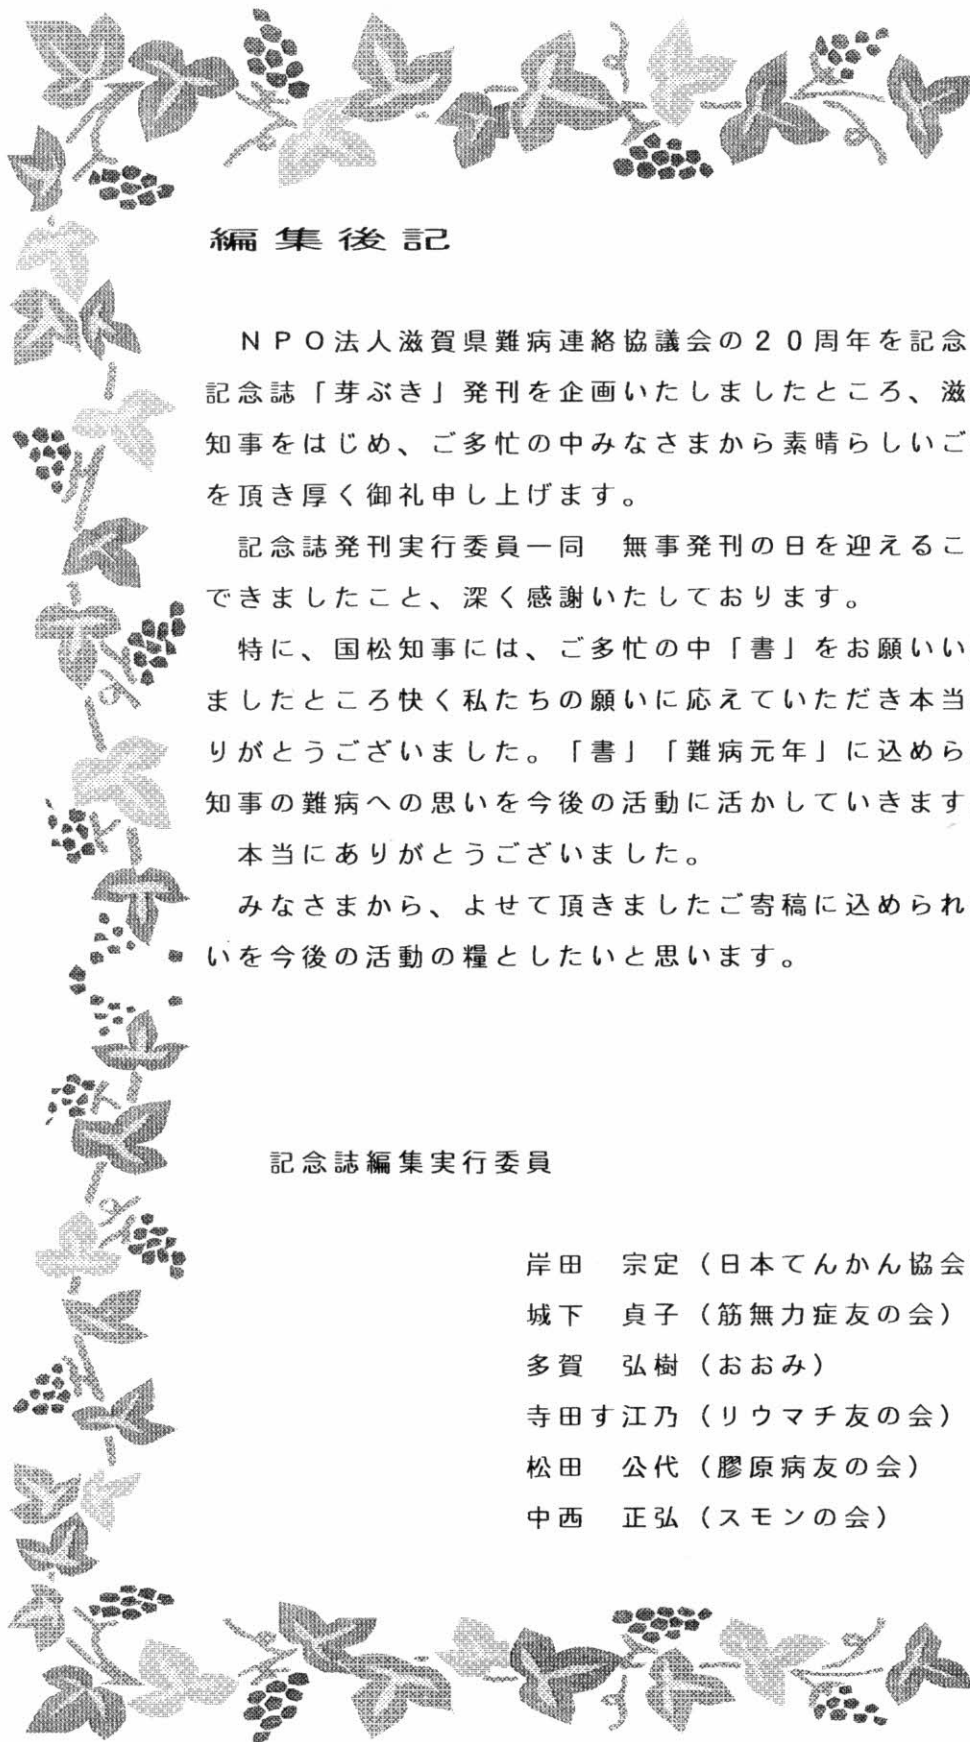 編集後記
　ＮＰＯ法人滋賀県難病連絡協議会の２０周年を記念
記念誌「芽ぶき」発刊を企画いたしましたところ、滋
知事をはじめ、ご多忙の中みなさまから素晴らしいご
を頂き厚く御礼申し上げます。
　記念誌発刊実行委員一同　無事発刊の日を迎えるこ
できましたこと、深く感謝いたしております。
　特に、国松知事には、ご多忙の中「書」をお願いい
ましたところ快く私たちの願いに応えていただき本当
りがとうございました。「書」「難病元年」に込めら
知事の難病への思いを今後の活動に活かしていきます
　本当にありがとうございました。
　みなさまから、よせて頂きましたご寄稿に込められ
いを今後の活動の糧としたいと思います。
記念誌編集実行委員
岸田　宗定（日本てんかん協会
城下　貞子（筋無力症友の会）
多賀　弘樹（おおみ）
寺田す江乃（リウマチ友の会）
松田　公代（膠原病友の会）
中西　正弘（スモンの会）